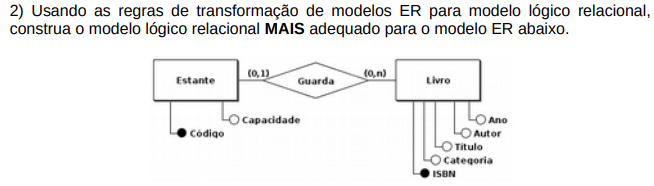 2) Usando as regras de transformação de modelos ER para modelo lógico relacional,
construa o modelo lógico relacional MAIS adequado para o modelo ER abaixo.
Estante (0,1) Guarda (0,n) Livro
Capacidade Ano
Código Autor
Título
Categoria
ISBN